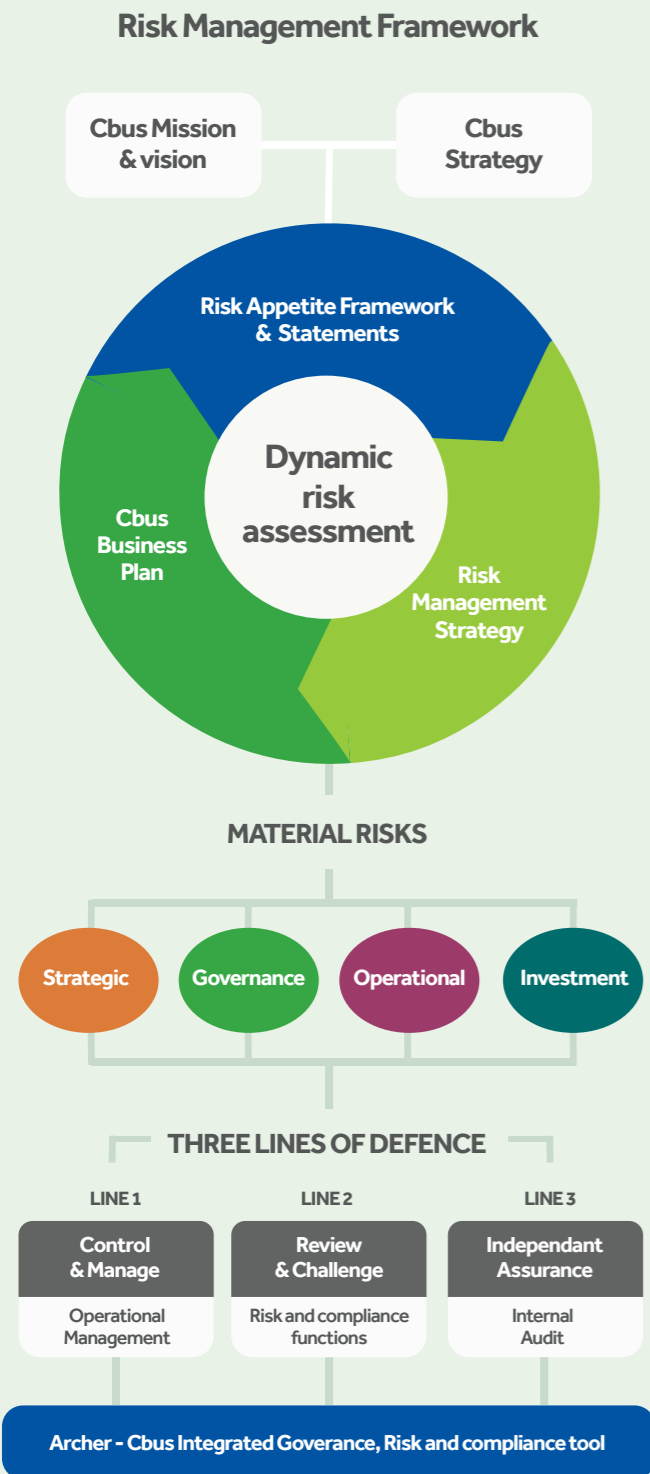 Risk Management Framework
Cbus Mission
& vision
Cbus
Strategy
Risk Appetite Framework
& Statements
Dynamic
risk
assessment
Cbus
Business
Plan
Risk
Management
Strategy
MATERIAL RISKS
Strategic
Governance
Operational
Investment
THREE LINES OF DEFENCE
LINE 1
Control
& Manage
Operational
Management
LINE 2
Review
& Challenge
Risk and compliance
functions
LINE 3
Independant
Assurance
Internal
Audit
Archer - Cbus Integrated Goverance, Risk and compliance tool